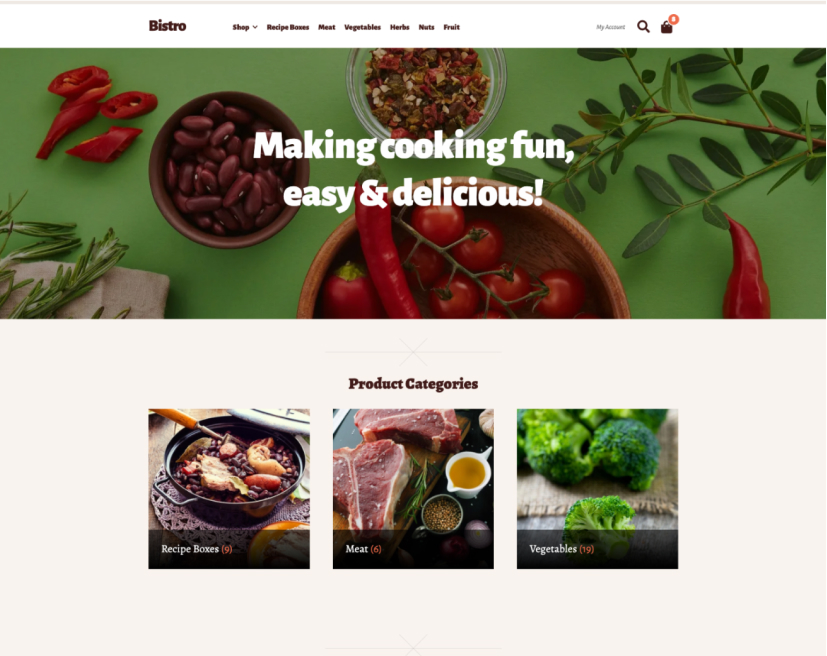 Bistro
Shop Recipe Boxes Meat Vegetables Herbs Nuts Fruit
My Account
Making cooking fun,
easy & delicious!
Product Categories
Recipe Boxes (9)
Meat (6)
Vegetables (19)